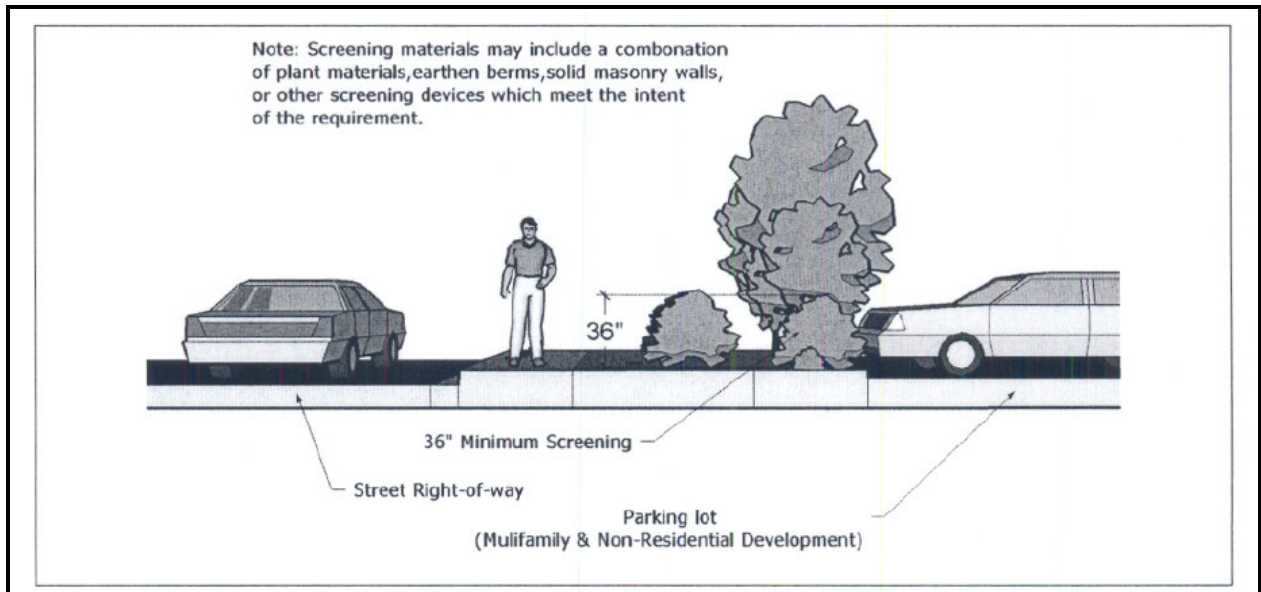 Note: Screening materials may include a combonation
of plant materials,earthen berms,solid masonry walls,
or other screening devices which meet the intent
of the requirement.
36"
36" Minimum Screening
Street Right-of-way
Parking lot
(Mulifamily & Non-Residential Development)